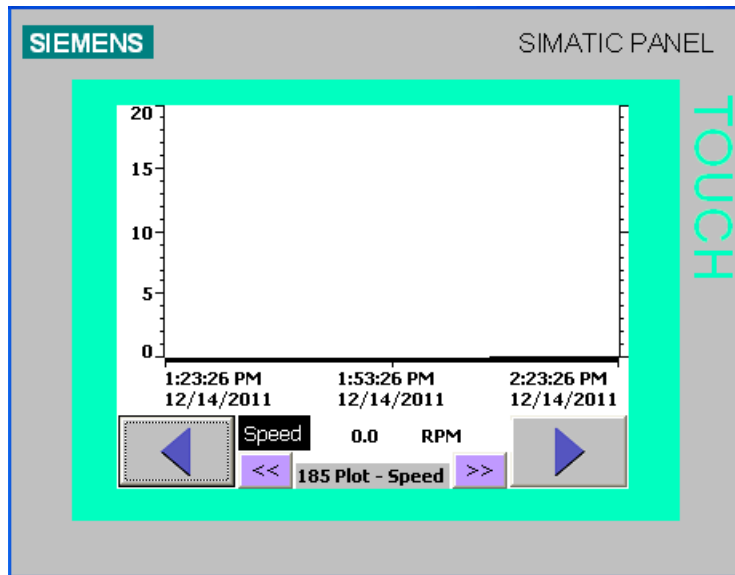 SIEMENS
SIMATIC PANEL
TOUCH
20
15
10
5
0
1:23:26 PM 1:53:26 PM 2:23:26 PM
12/14/2011 12/14/2011 12/14/2011
Speed 0.0 RPM
<< 185 Plot - Speed >>